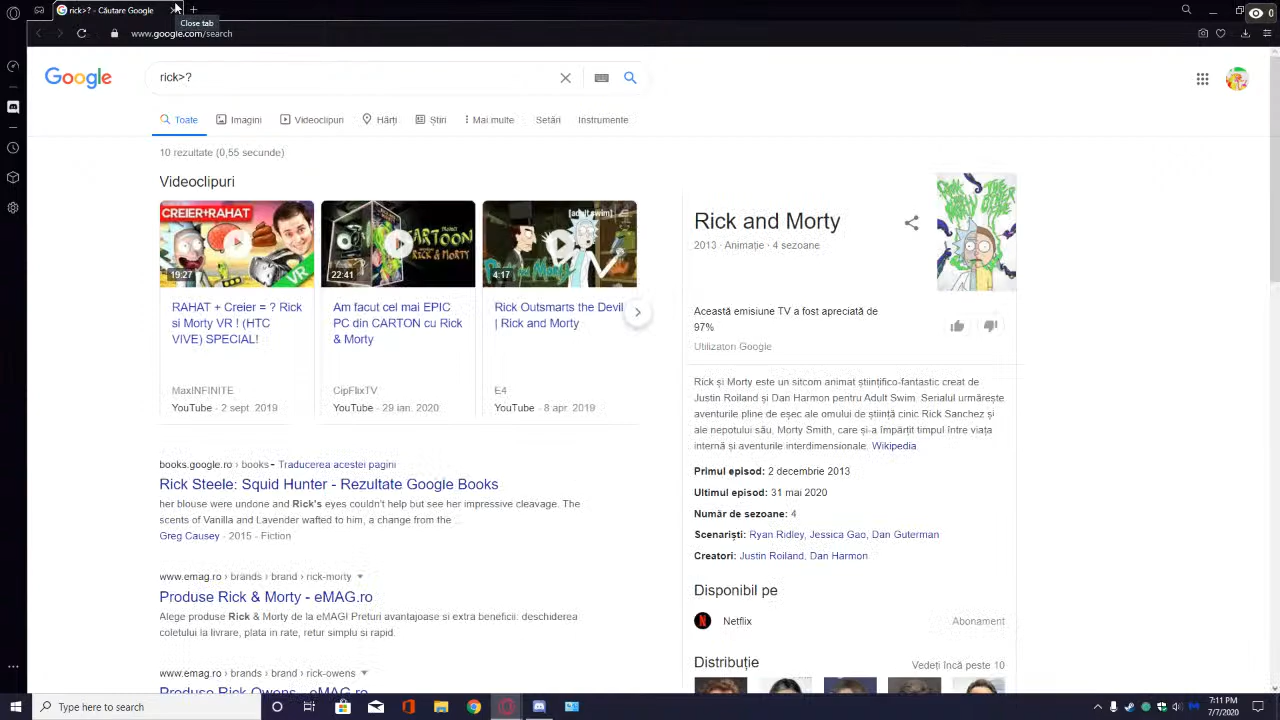 rick>? - Căutare Google
Close tab
www.google.com/search
0
Google
rick>?
Toate
Imagini
Videoclipuri
Hărți
Știri
Mai multe
Setări
Instrumente
10 rezultate (0,55 secunde)
Videoclipuri
CREIER+RAHAT
VR
19:27
PROJECT
CARTOON
RICK & MORTY
22:41
[adult swim]
4:17
RAHAT + Creier = ? Rick
si Morty VR ! (HTC
VIVE) SPECIAL!
MaxINFINITE
YouTube · 2 sept. 2019
Am facut cel mai EPIC
PC din CARTON cu Rick
& Morty
CipFlixTV
YouTube · 29 ian. 2020
Rick Outsmarts the Devil
| Rick and Morty
E4
YouTube · 8 apr. 2019
books.google.ro › books - Traducerea acestei pagini
Rick Steele: Squid Hunter - Rezultate Google Books
her blouse were undone and Rick's eyes couldn't help but see her impressive cleavage. The
scents of Vanilla and Lavender wafted to him, a change from the ...
Greg Causey · 2015 - Fiction
www.emag.ro › brands › brand › rick-morty
Produse Rick & Morty - eMAG.ro
Alege produse Rick & Morty de la eMAG! Preturi avantajoase si extra beneficii: deschiderea
coletului la livrare, plata in rate, retur simplu si rapid.
www.emag.ro › brands › brand › rick-owens
Produse Rick Owens - eMAG.ro
Rick and Morty
2013 · Animație · 4 sezoane
Această emisiune TV a fost apreciată de
97%
Utilizatori Google
Rick și Morty este un sitcom animat științifico-fantastic creat de
Justin Roiland și Dan Harmon pentru Adult Swim. Serialul urmărește
aventurile pline de eșec ale omului de știință cinic Rick Sanchez și
ale nepotului său, Morty Smith, care și-a împărțit timpul între viața
internă și aventurile interdimensionale. Wikipedia
Primul episod: 2 decembrie 2013
Ultimul episod: 31 mai 2020
Număr de sezoane: 4
Scenariști: Ryan Ridley, Jessica Gao, Dan Guterman
Creatori: Justin Roiland, Dan Harmon
Disponibil pe
Netflix
Abonament
Distribuție
Vedeți încă peste 10
Type here to search
7:11 PM
7/7/2020